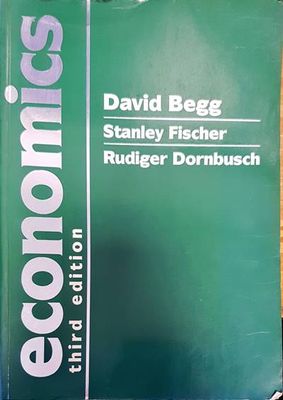 economics
third edition
David Begg
Stanley Fischer
Rudiger Dornbusch